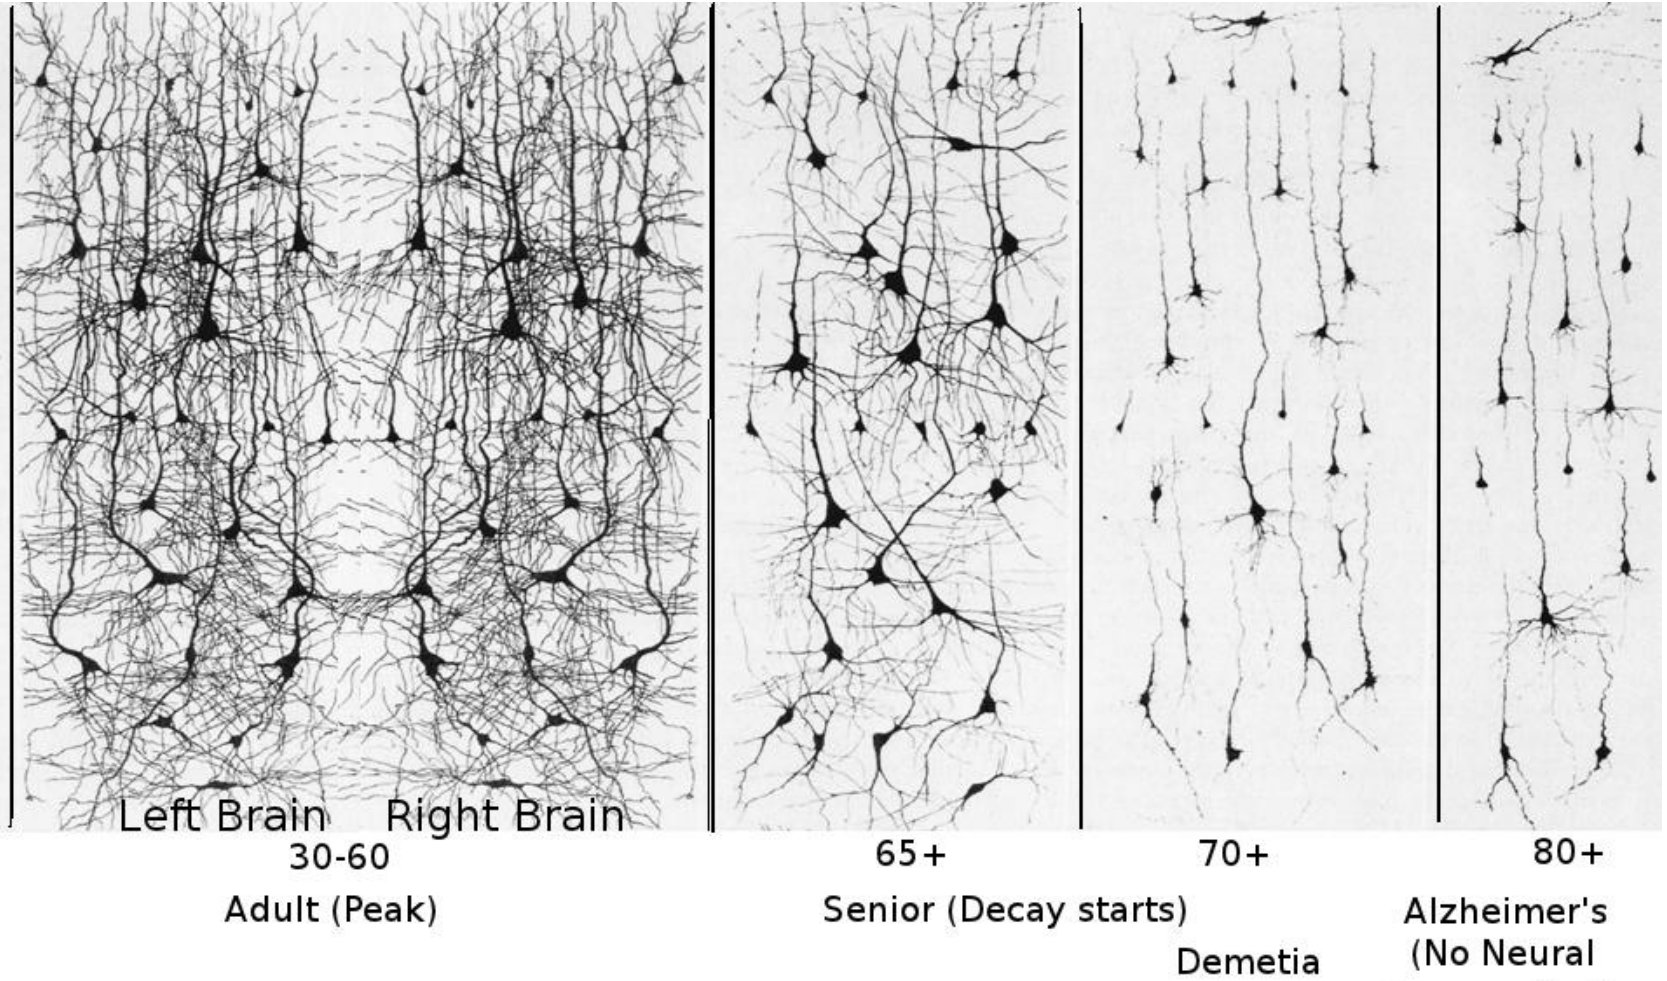 Left Brain
Right Brain
30-60
65+
70+
80+
Adult (Peak)
Senior (Decay starts)
Alzheimer's
(No Neural
Demetia